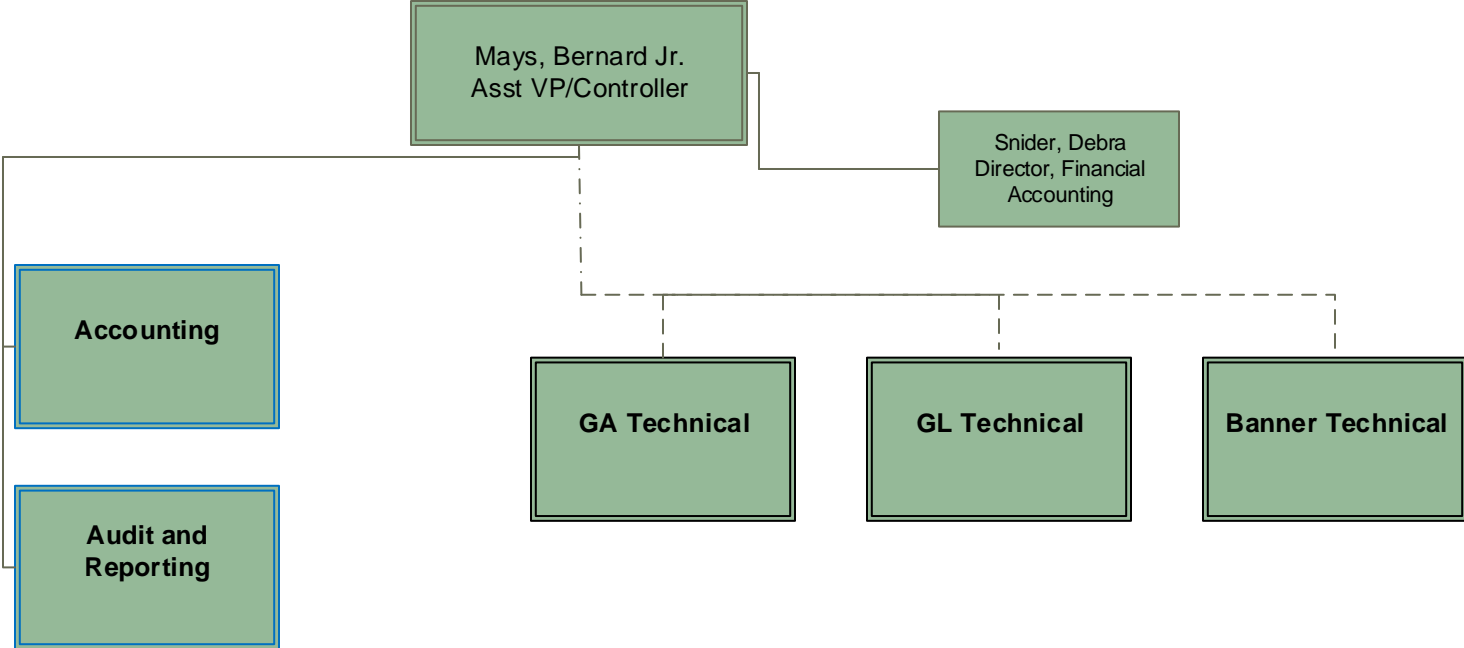 Mays, Bernard Jr.
Asst VP/Controller
Snider, Debra
Director, Financial
Accounting
Accounting
GA Technical
GL Technical
Banner Technical
Audit and
Reporting